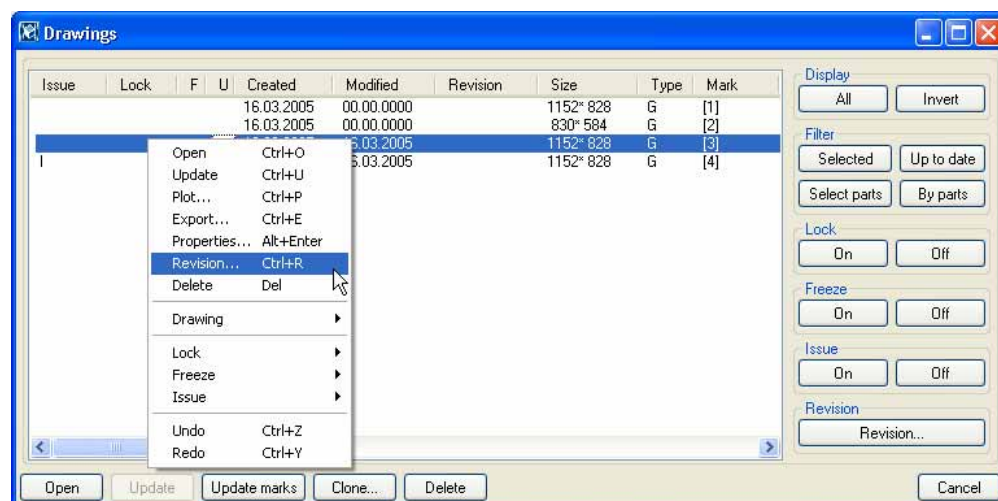 Drawings
Issue Lock F U Created Modified Revision Size Type Mark
16.03.2005 00.00.0000 1152* 828 G [1]
16.03.2005 00.00.0000 830* 584 G [2]
.03.2005 1152* 828 G [3]
I .03.2005 1152* 828 G [4]
Open Ctrl+O
Update Ctrl+U
Plot... Ctrl+P
Export... Ctrl+E
Properties... Alt+Enter
Revision... Ctrl+R
Delete Del
Drawing
Lock
Freeze
Issue
Undo Ctrl+Z
Redo Ctrl+Y
Display
All Invert
Filter
Selected Up to date
Select parts By parts
Lock
On Off
Freeze
On Off
Issue
On Off
Revision
Revision...
Open Update Update marks Clone... Delete Cancel